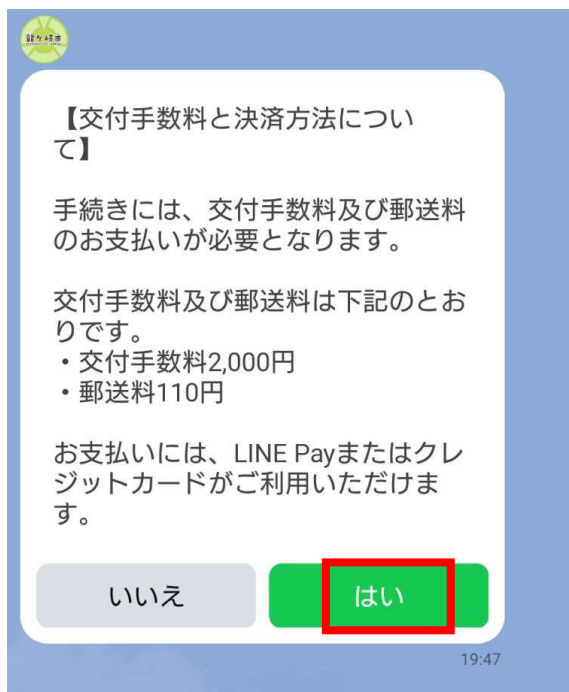 龍ケ崎市
【交付手数料と決済方法につい
て】
手続きには、交付手数料及び郵送料
のお支払いが必要となります。
交付手数料及び郵送料は下記のとお
りです。
・交付手数料2,000円
・郵送料110円
お支払いには、LINE Payまたはクレ
ジットカードがご利用いただけま
す。
いいえ
はい
19:47